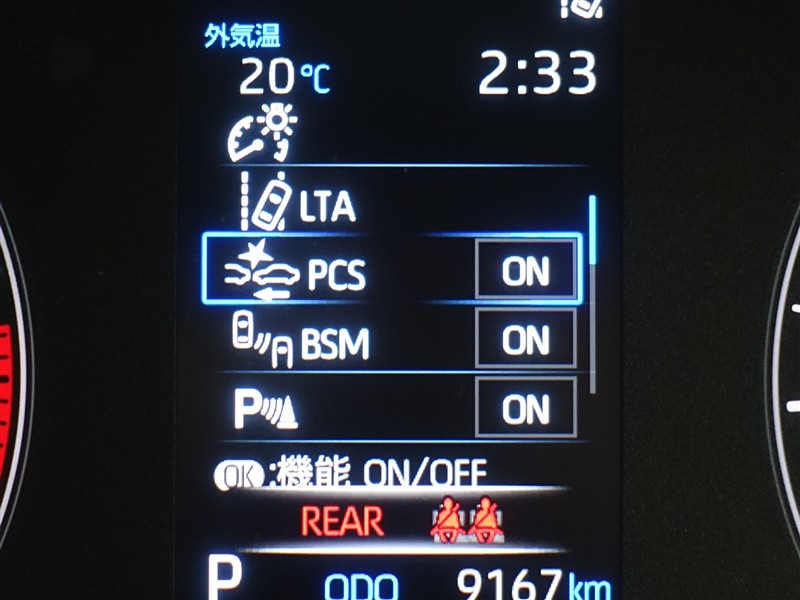 外気温
20℃ 2:33
LTA
PCS ON
BSM ON
P ON
OK:機能 ON/OFF
REAR
P ODO 9167km